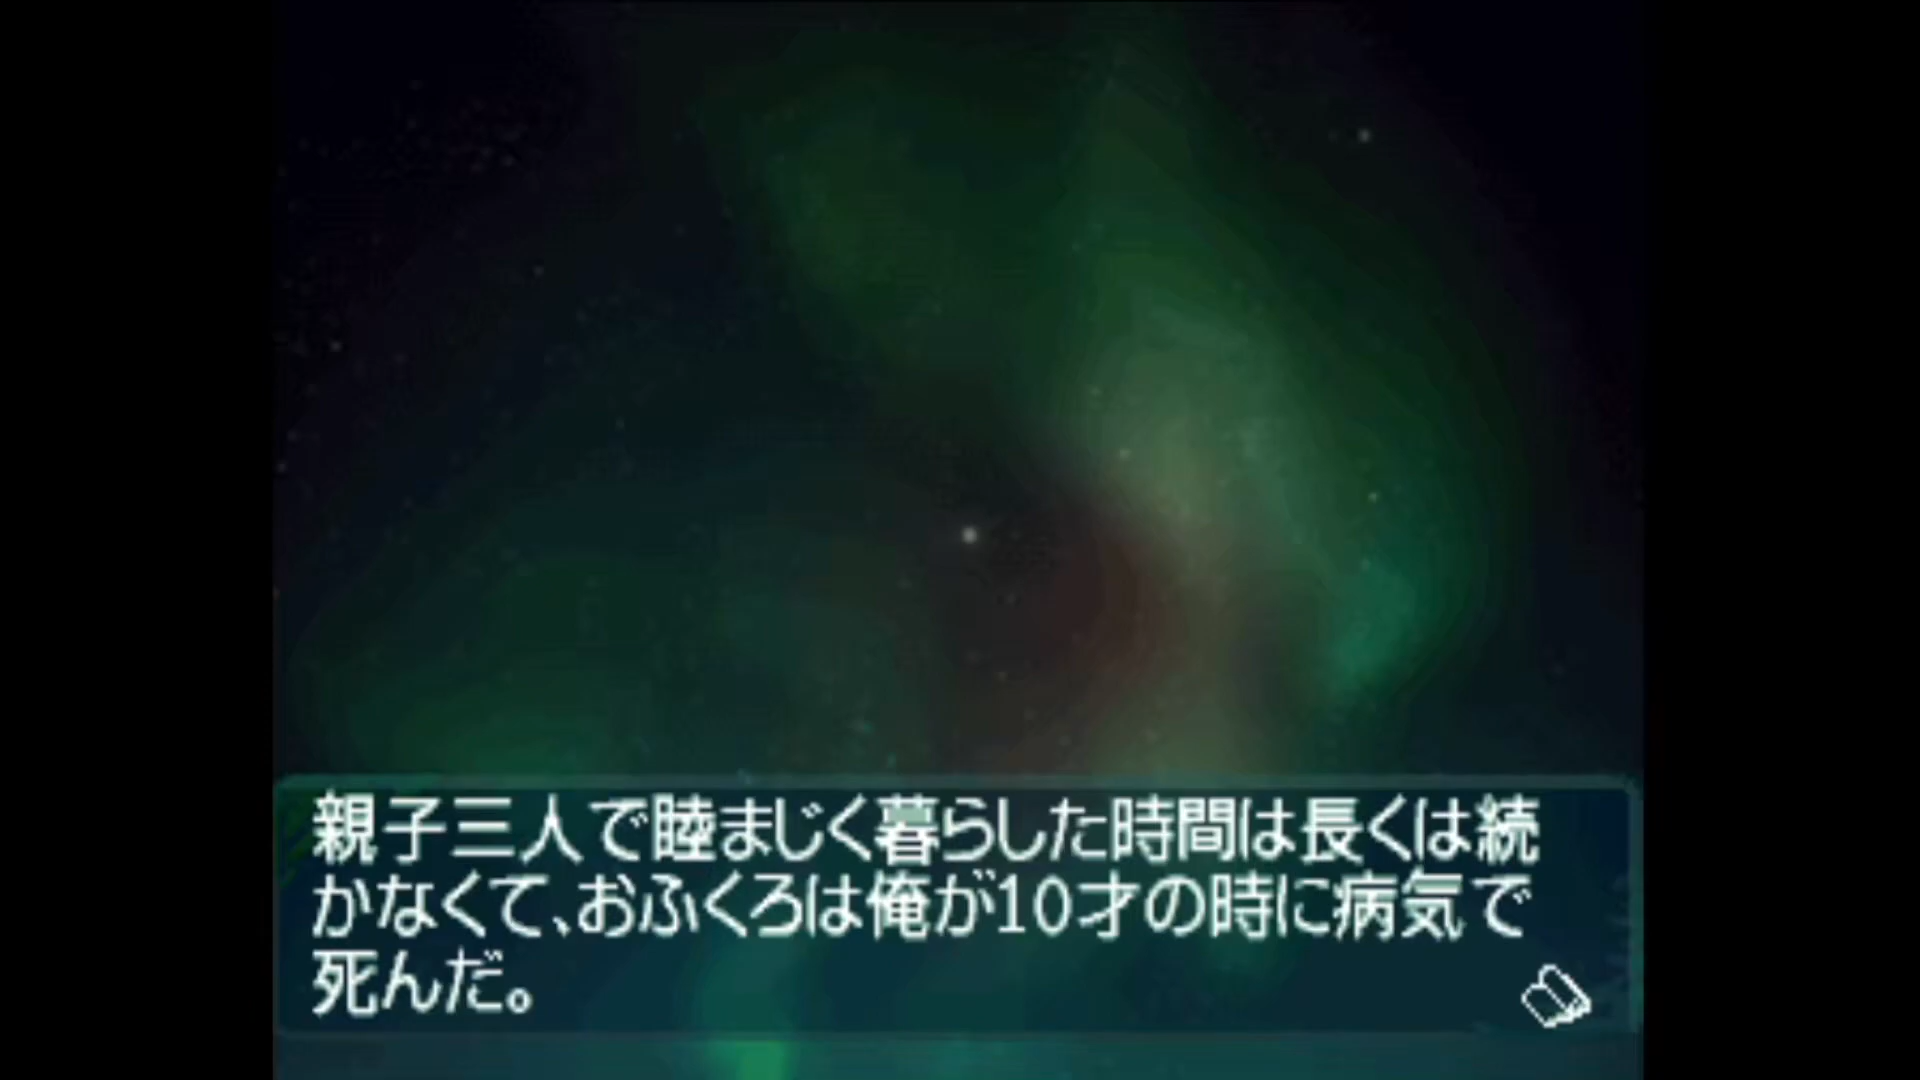 親子三人で睦まじく暮らした時間は長くは続
かなくて、おふくろは俺が10才の時に病気で
死んだ。